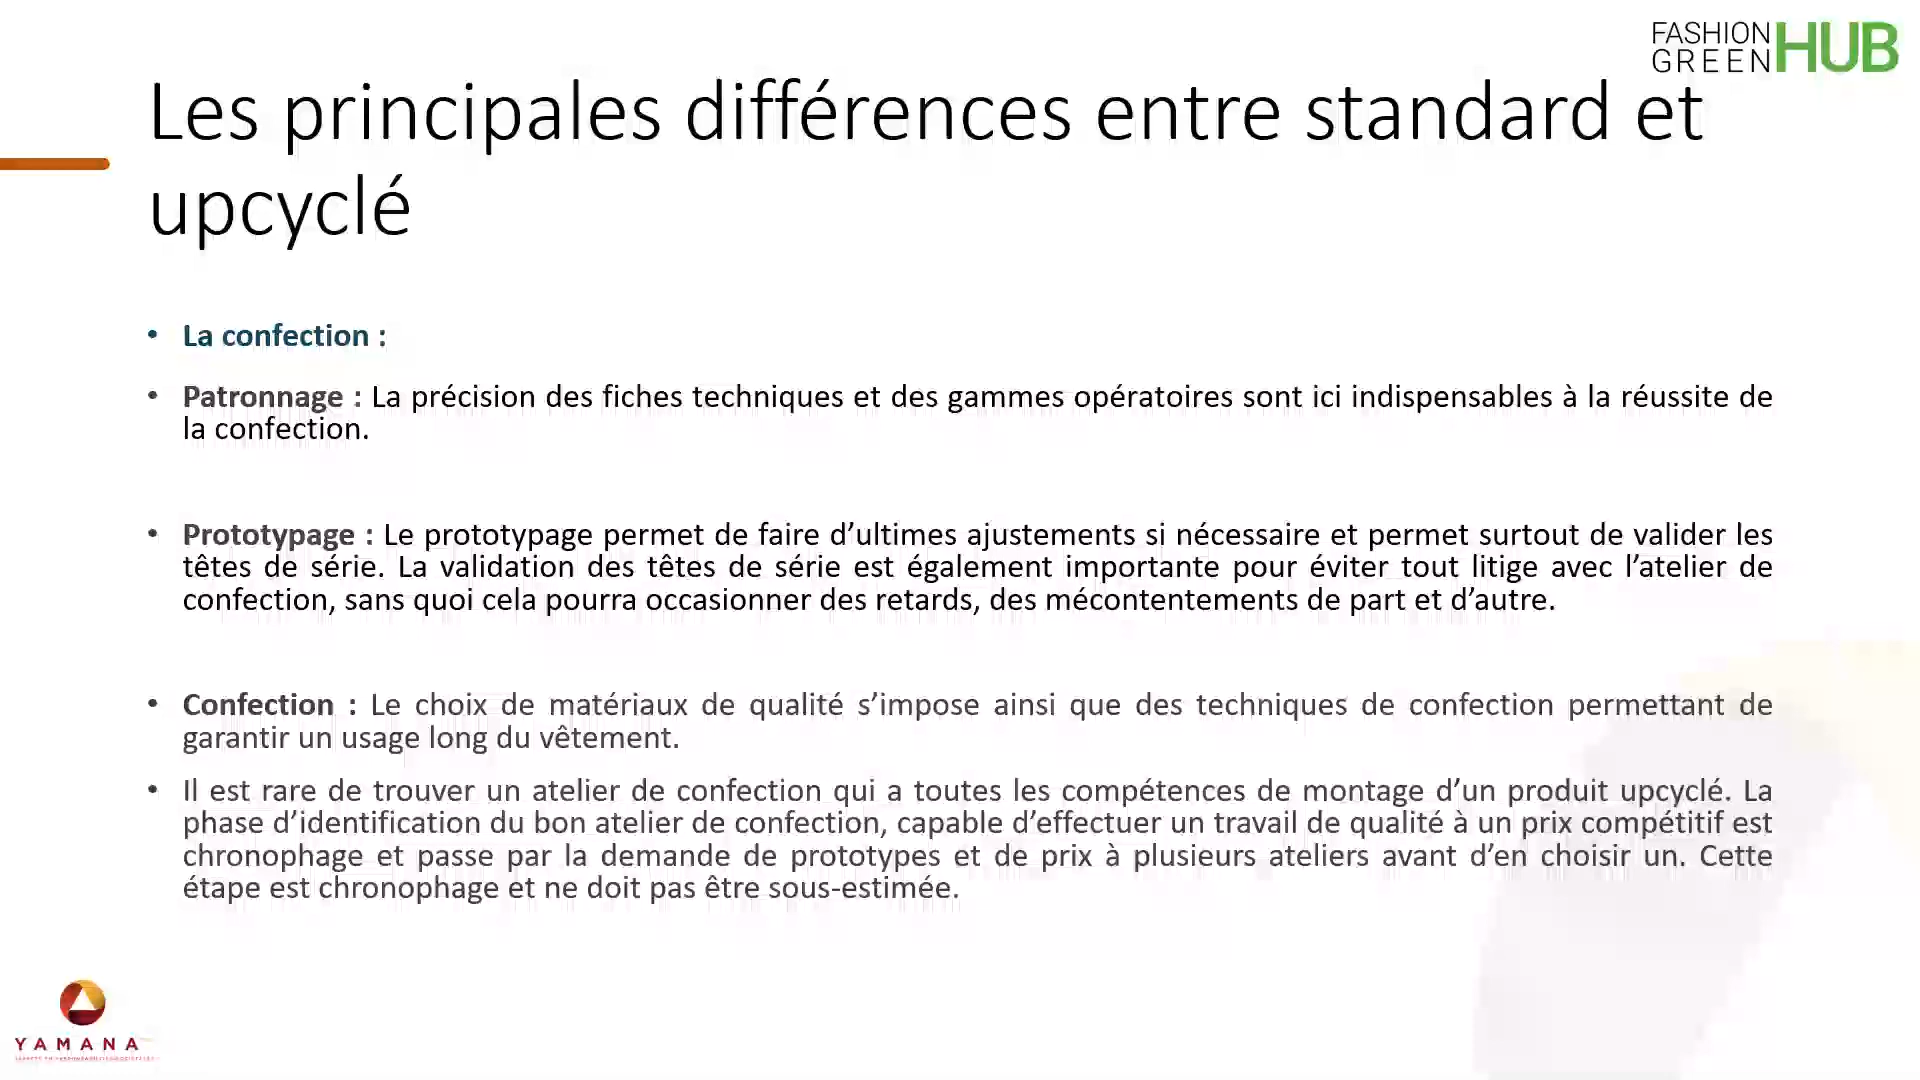 FASHION
GREEN HUB
Les principales différences entre standard et
upcyclé
• La confection :
• Patronnage : La précision des fiches techniques et des gammes opératoires sont ici indispensables à la réussite de
la confection.
• Prototypage : Le prototypage permet de faire d’ultimes ajustements si nécessaire et permet surtout de valider les
têtes de série. La validation des têtes de série est également importante pour éviter tout litige avec l’atelier de
confection, sans quoi cela pourra occasionner des retards, des mécontentements de part et d’autre.
• Confection : Le choix de matériaux de qualité s’impose ainsi que des techniques de confection permettant de
garantir un usage long du vêtement.
• Il est rare de trouver un atelier de confection qui a toutes les compétences de montage d’un produit upcyclé. La
phase d’identification du bon atelier de confection, capable d’effectuer un travail de qualité à un prix compétitif est
chronophage et passe par la demande de prototypes et de prix à plusieurs ateliers avant d’en choisir un. Cette
étape est chronophage et ne doit pas être sous-estimée.
YAMANA